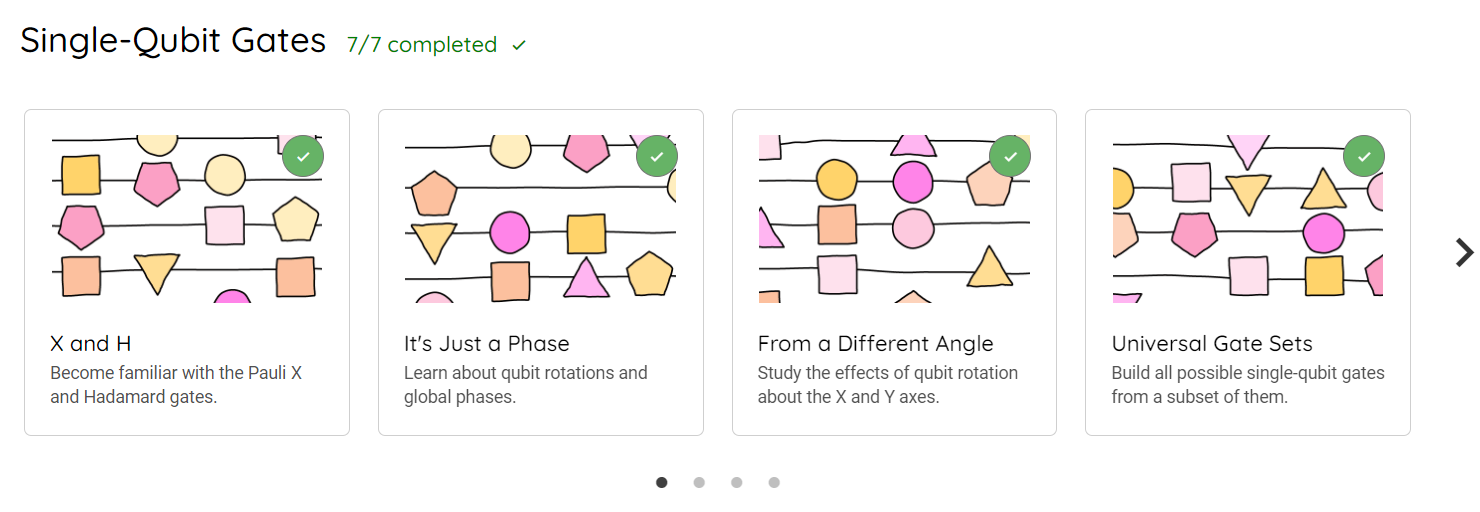 Single-Qubit Gates 7/7 completed ✓
X and H
Become familiar with the Pauli X
and Hadamard gates.
It's Just a Phase
Learn about qubit rotations and
global phases.
From a Different Angle
Study the effects of qubit rotation
about the X and Y axes.
Universal Gate Sets
Build all possible single-qubit gates
from a subset of them.